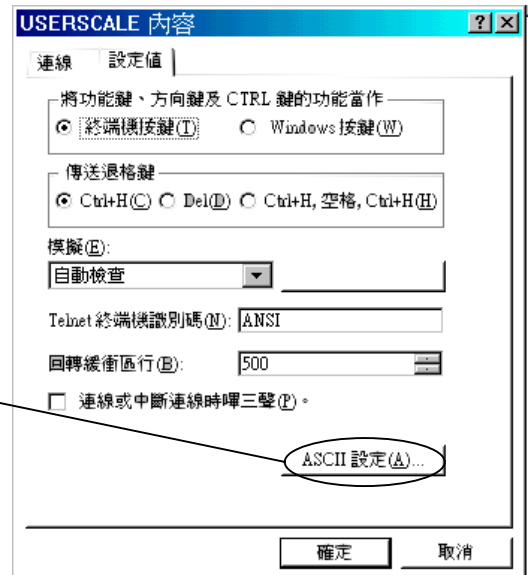 USERSCALE 內容
連線 設定值
將功能鍵、方向鍵及 CTRL 鍵的功能當作
終端機按鍵(T) Windows 按鍵(W)
傳送退格鍵
Ctrl+H(C) Del(D) Ctrl+H, 空格, Ctrl+H(H)
模擬(E):
自動檢查
Telnet 終端機識別碼(N): ANSI
回轉緩衝區行(B): 500
連線或中斷連線時嗶三聲(P)。
ASCII 設定(A)...
確定 取消